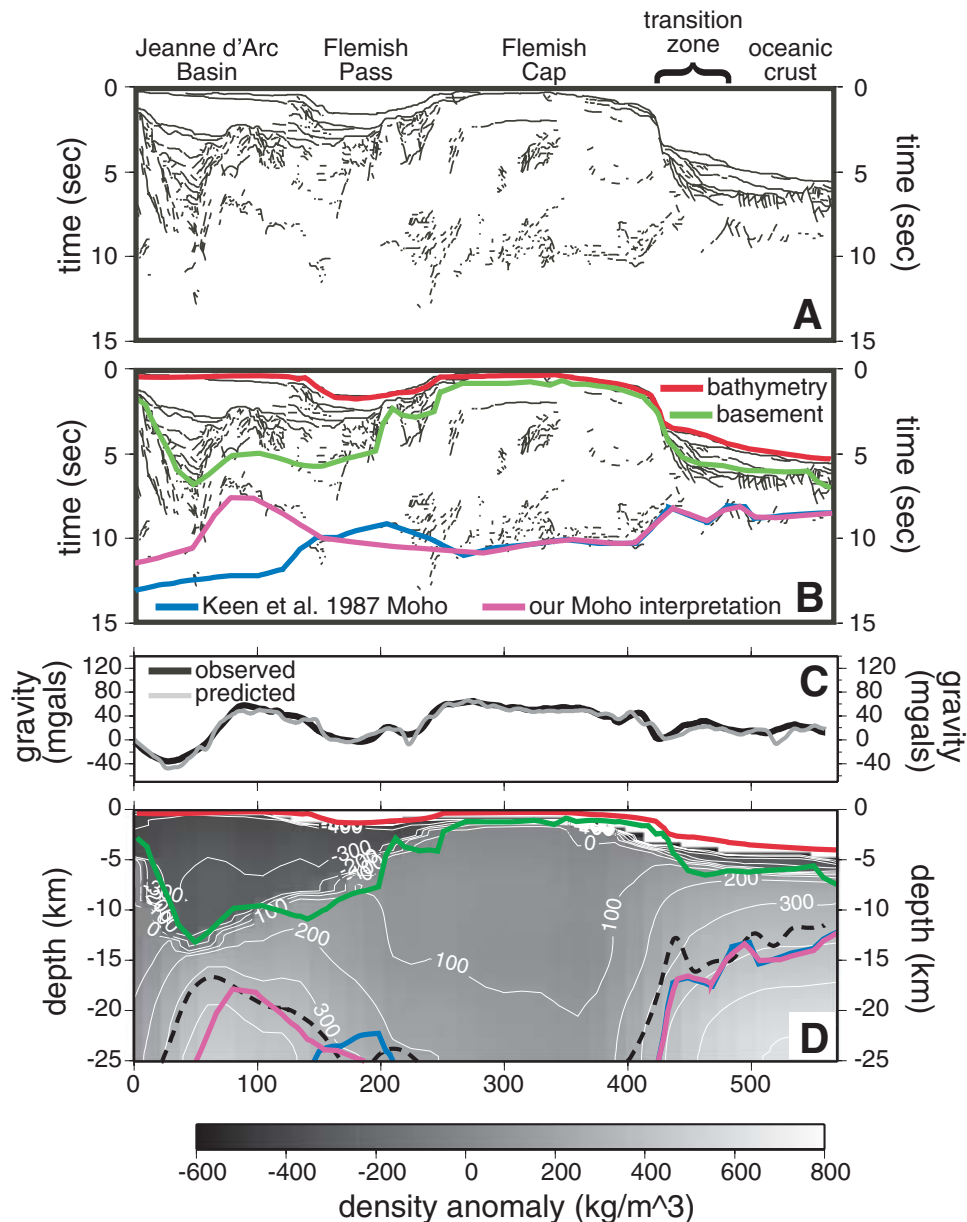 Jeanne d'Arc Basin
Flemish Pass
Flemish Cap
transition zone
oceanic crust
0
5
10
15
time (sec)
0
5
10
15
time (sec)
A
0
5
10
15
time (sec)
0
5
10
15
time (sec)
bathymetry
basement
B
Keen et al. 1987 Moho
our Moho interpretation
120
80
40
0
-40
gravity (mgals)
120
80
40
0
-40
gravity (mgals)
observed
predicted
C
0
-5
-10
-15
-20
-25
depth (km)
0
-5
-10
-15
-20
-25
depth (km)
-400
-300
-200
0
100
200
300
100
100
0
200
300
D
0
100
200
300
400
500
-600
-400
-200
0
200
400
600
800
density anomaly (kg/m^3)